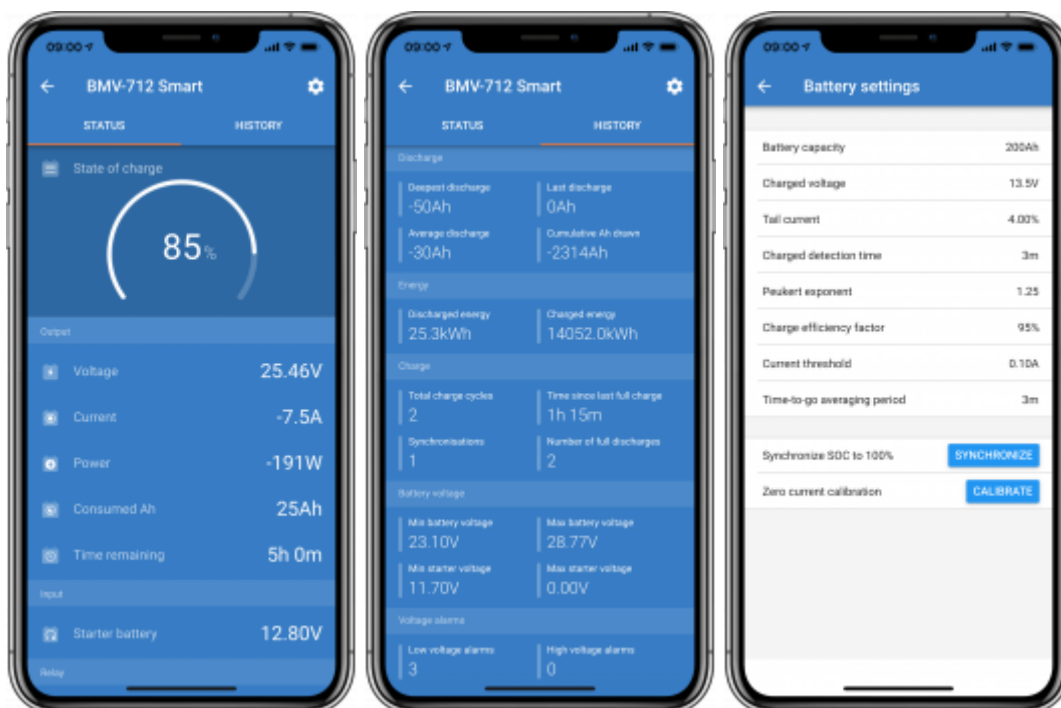 09:00
BMV-712 Smart
STATUS HISTORY
State of charge
85%
Output
Voltage 25.46V
Current -7.5A
Power -191W
Consumed Ah 25Ah
Time remaining 5h 0m
Input
Starter battery 12.80V
Relay
09:00
BMV-712 Smart
STATUS HISTORY
Discharge
Deepest discharge Last discharge
-50Ah 0Ah
Average discharge Cumulative Ah drawn
-30Ah -2314Ah
Energy
Discharged energy Charged energy
25.3kWh 14052.0kWh
Charge
Total charge cycles Time since last full charge
2 1h 15m
Synchronisations Number of full discharges
1 2
Battery voltage
Min battery voltage Max battery voltage
23.10V 28.77V
Min starter voltage Max starter voltage
11.70V 0.00V
Voltage alarms
Low voltage alarms High voltage alarms
3 0
09:00
Battery settings
Battery capacity 200Ah
Charged voltage 13.5V
Tail current 4.00%
Charged detection time 3m
Peukert exponent 1.25
Charge efficiency factor 95%
Current threshold 0.10A
Time-to-go averaging period 3m
Synchronize SOC to 100% SYNCHRONIZE
Zero current calibration CALIBRATE